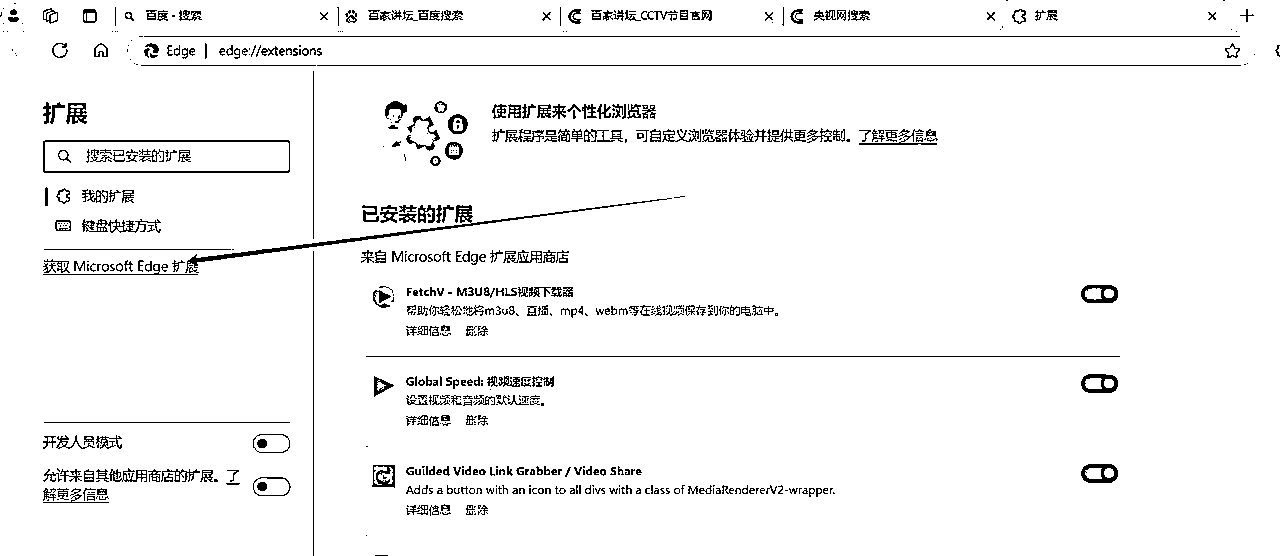 百度 - 搜索
百家讲坛_百度搜索
百家讲坛_CCTV节目官网
央视网搜索
扩展
Edge
edge://extensions
扩展
搜索已安装的扩展
我的扩展
键盘快捷方式
获取 Microsoft Edge 扩展
开发人员模式
允许来自其他应用商店的扩展。了
解更多信息
使用扩展来个性化浏览器
扩展程序是简单的工具，可自定义浏览器体验并提供更多控制。了解更多信息
已安装的扩展
来自 Microsoft Edge 扩展应用商店
FetchV - M3U8/HLS视频下载器
帮助你轻松地将m3u8、直播、mp4、webm等在线视频保存到你的电脑中。
详细信息 删除
Global Speed: 视频速度控制
设置视频和音频的默认速度。
详细信息 删除
Guilded Video Link Grabber / Video Share
Adds a button with an icon to all divs with a class of MediaRendererV2-wrapper.
详细信息 删除